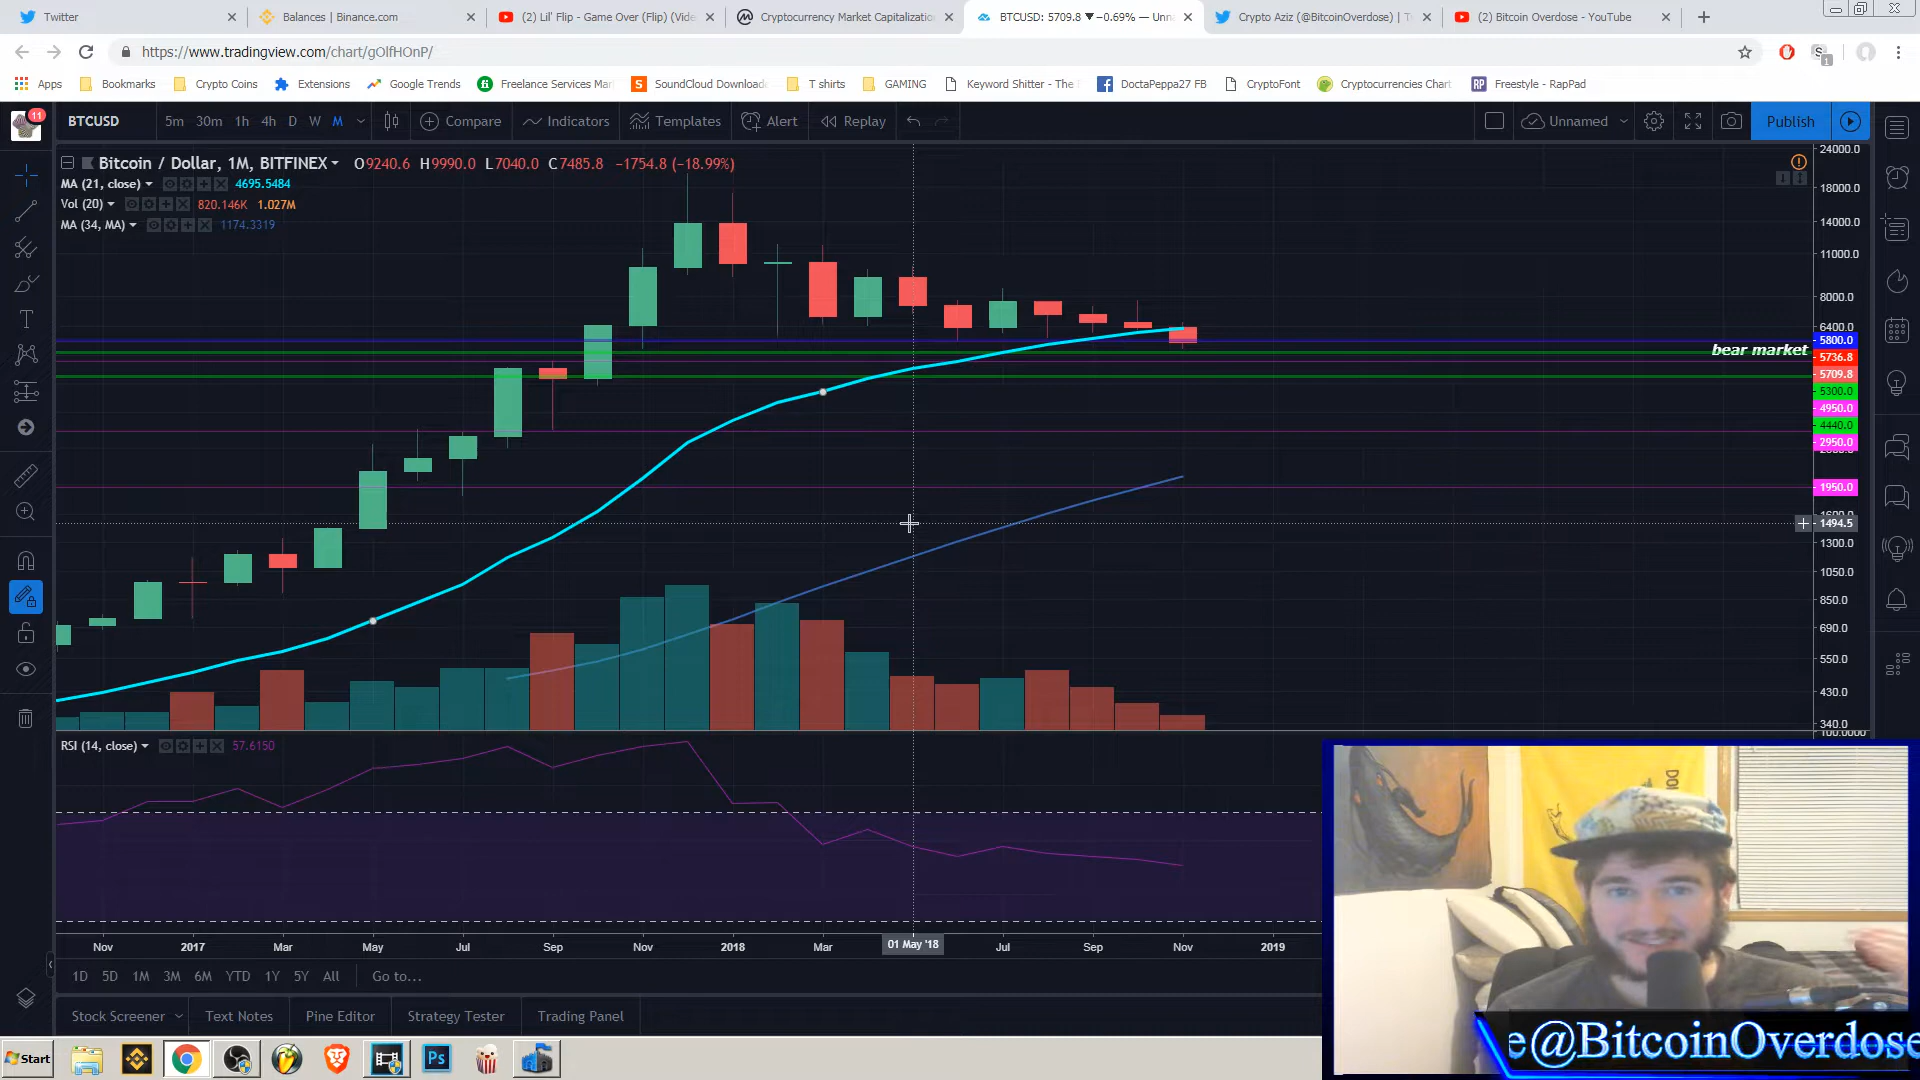 Twitter
Balances | Binance.com
(2) Lil' Flip - Game Over (Flip) (Vide
Cryptocurrency Market Capitalizatio
BTCUSD: 5709.8 ▼ −0.69% — Unn
Crypto Aziz (@BitcoinOverdose) | T
(2) Bitcoin Overdose - YouTube
https://www.tradingview.com/chart/gOlfHOnP/
Apps
Bookmarks
Crypto Coins
Extensions
Google Trends
Freelance Services Mar
SoundCloud Downloade
T shirts
GAMING
Keyword Shitter - The
DoctaPeppa27 FB
CryptoFont
Cryptocurrencies Chart
Freestyle - RapPad
11
BTCUSD
5m 30m 1h 4h D W M
Compare
Indicators
Templates
Alert
Replay
Unnamed
Publish
Bitcoin / Dollar, 1M, BITFINEX O9240.6 H9990.0 L7040.0 C7485.8 −1754.8 (−18.99%)
MA (21, close) 4695.5484
Vol (20) 820.146K 1.027M
MA (34, MA) 1174.3319
24000.0
18000.0
14000.0
11000.0
8000.0
6400.0
5800.0
bear market
5736.8
5709.8
5300.0
4950.0
4440.0
2950.0
1950.0
1494.5
1300.0
1050.0
850.0
690.0
550.0
430.0
340.0
RSI (14, close) 57.6150
Nov 2017 Mar May Jul Sep Nov 2018 Mar 01 May '18 Jul Sep Nov 2019
1D 5D 1M 3M 6M YTD 1Y 5Y All Go to...
Stock Screener
Text Notes
Pine Editor
Strategy Tester
Trading Panel
Start
Ps
e@BitcoinOverdose